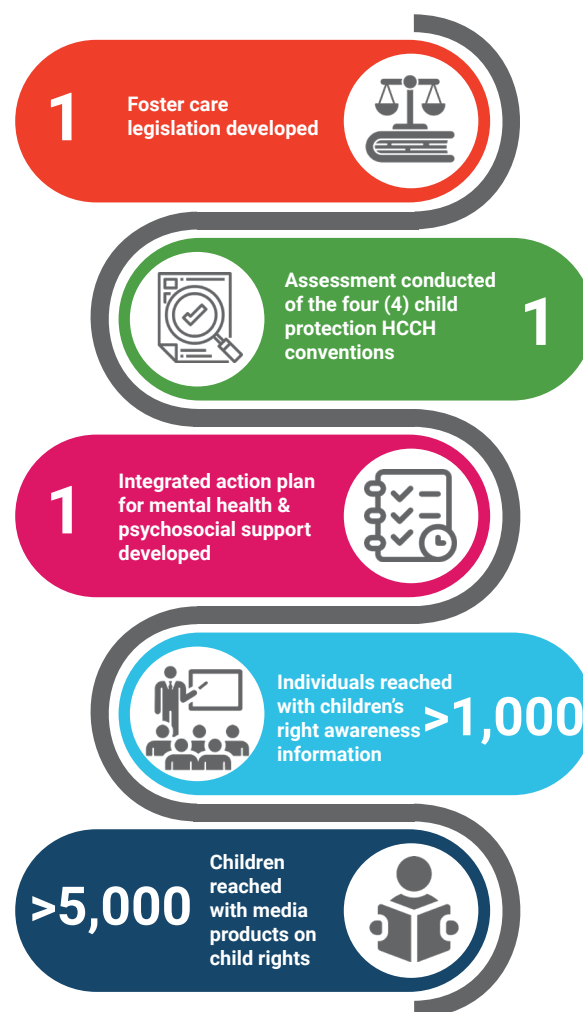 1
Foster care
legislation developed
Assessment conducted
of the four (4) child
protection HCCH
conventions
1
1
Integrated action plan
for mental health &
psychosocial support
developed
Individuals reached
with children's
right awareness
information
>1,000
>5,000
Children
reached
with media
products on
child rights